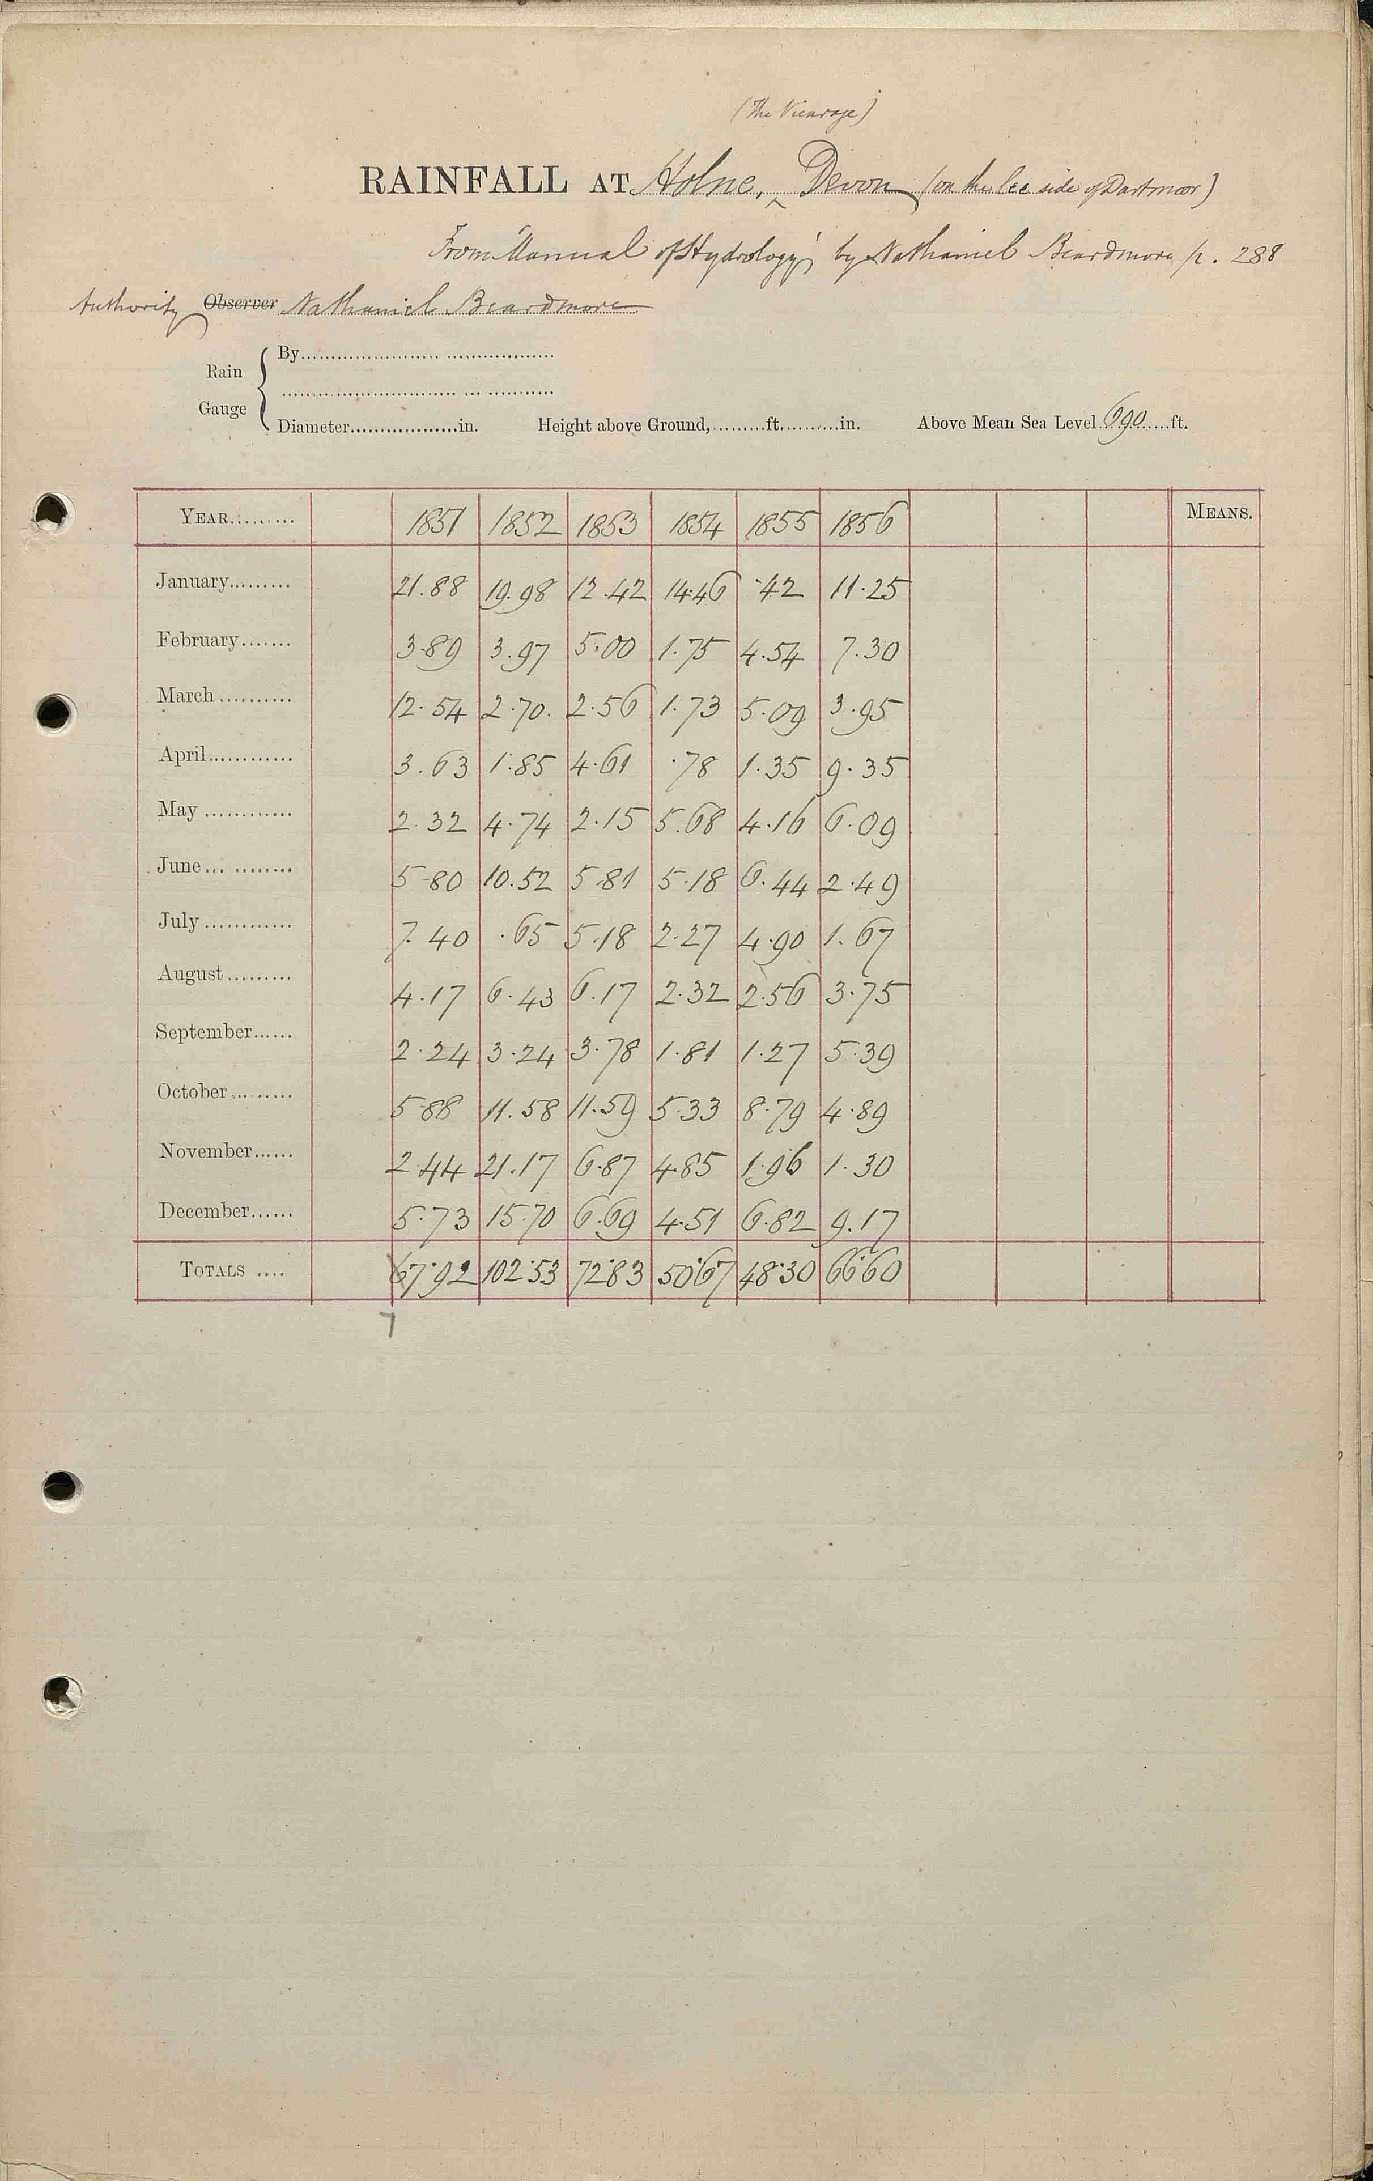 (The Vicarage)
RAINFALL AT Holne, ‸ Devon (on the lee side of Dartmoor)
From "Manual of Hydrology" by Nathaniel Beardmore p. 288
Authority Observer Nathaniel Beardmore
Rain Gauge { By
Diameter in. Height above Ground, ft. in. Above Mean Sea Level 690 ft.
YEAR 1851 1852 1853 1854 1855 1856 MEANS.
January 21.88 19.98 12.42 14.46 .42 11.25
February 3.89 3.97 5.00 1.75 4.54 7.30
March 12.54 2.70. 2.56 1.73 5.09 3.95
April 3.63 1.85 4.61 .78 1.35 9.35
May 2.32 4.74 2.15 5.68 4.16 6.09
June 5.80 10.52 5.81 5.18 6.44 2.49
July 7.40 .65 5.18 2.27 4.90 1.67
August 4.17 6.43 6.17 2.32 2.56 3.75
September 2.24 3.24 3.78 1.81 1.27 5.39
October 5.88 11.58 11.59 5.33 8.79 4.89
November 2.44 21.17 6.87 4.85 1.96 1.30
December 5.73 15.70 6.69 4.51 6.82 9.17
TOTALS 67.92 102.53 72.83 50.67 48.30 66.60
7